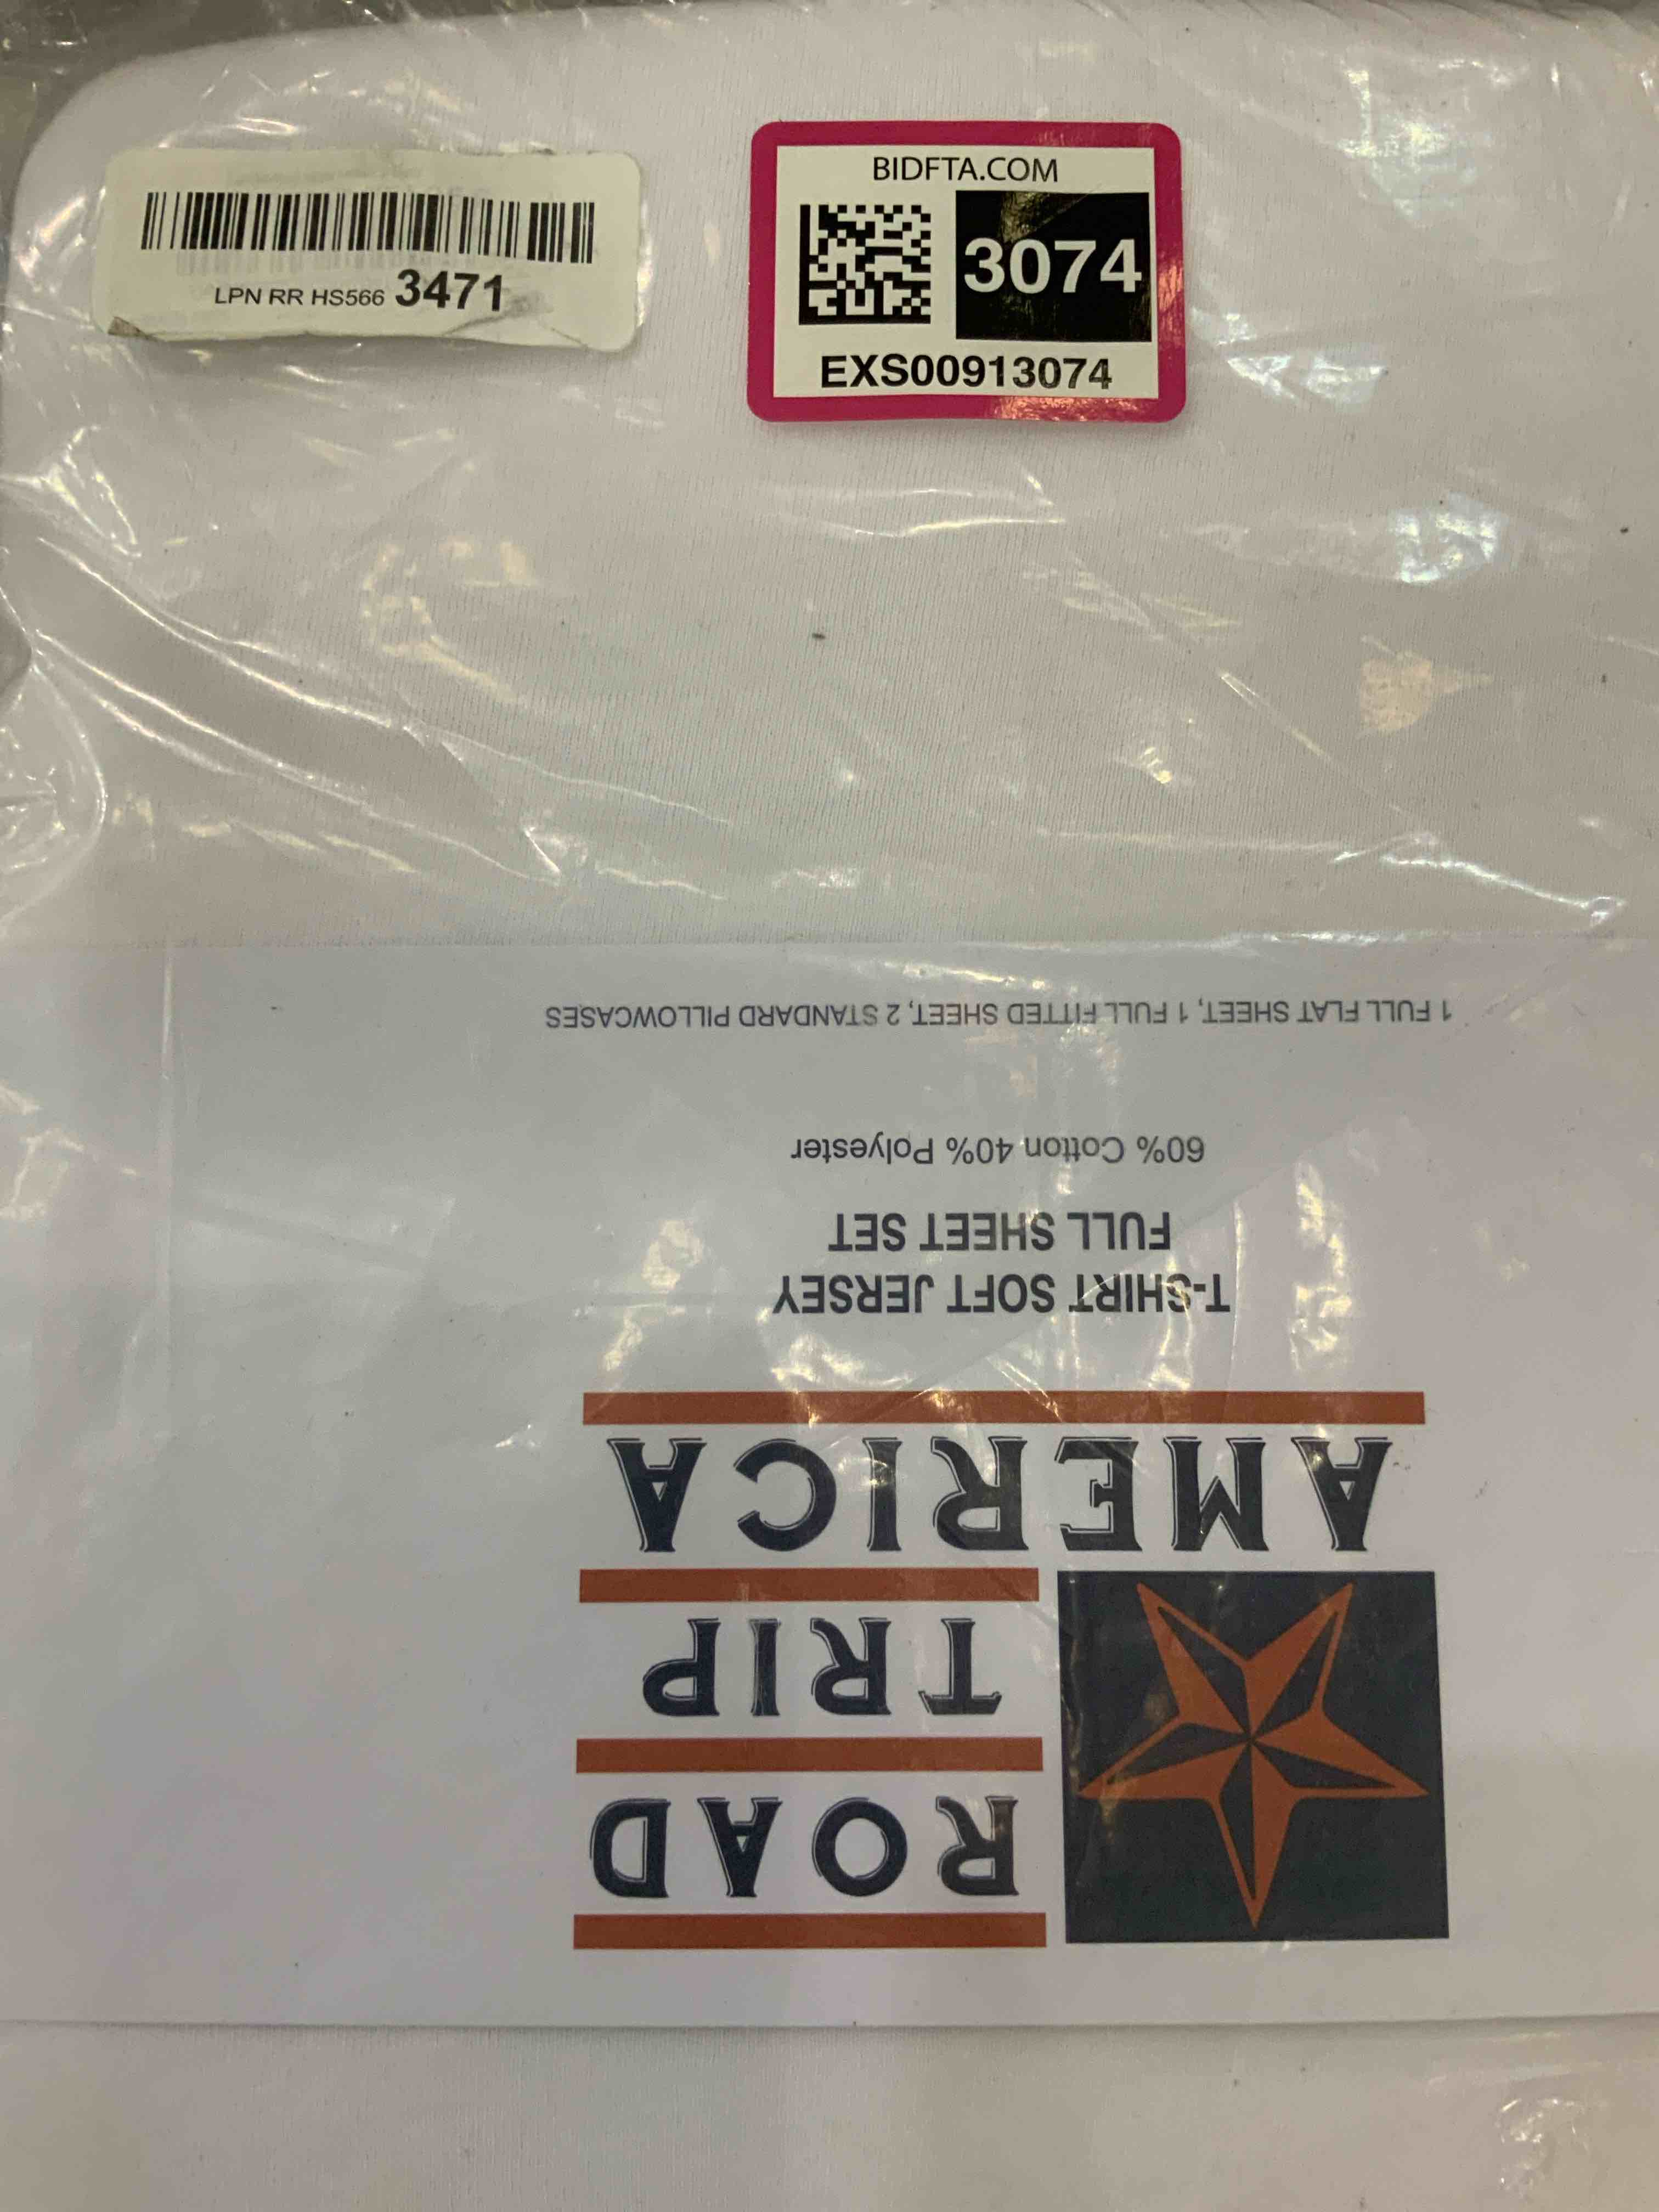 LPN RR HS566 3471
BIDFTA.COM
3074
EXS00913074
ROAD
TRIP
AMERICA
T-SHIRT SOFT JERSEY
FULL SHEET SET
60% Cotton 40% Polyester
1 FULL FLAT SHEET, 1 FULL FITTED SHEET, 2 STANDARD PILLOWCASES